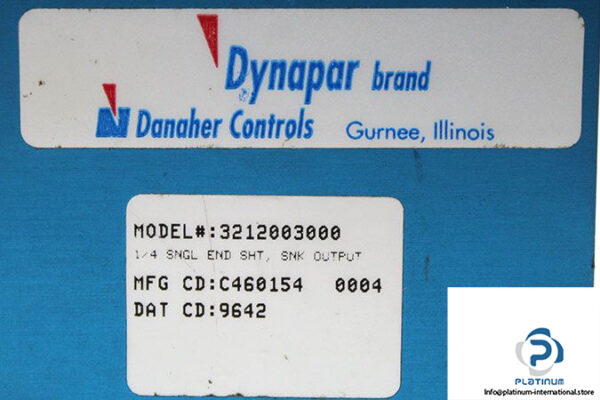 Dynapar brand
Danaher Controls Gurnee, Illinois
MODEL#:3212003000
1/4 SNGL END SHT, SNK OUTPUT
MFG CD:C460154 0004
DAT CD:9642
PLATINUM
Info@platinum-international.store